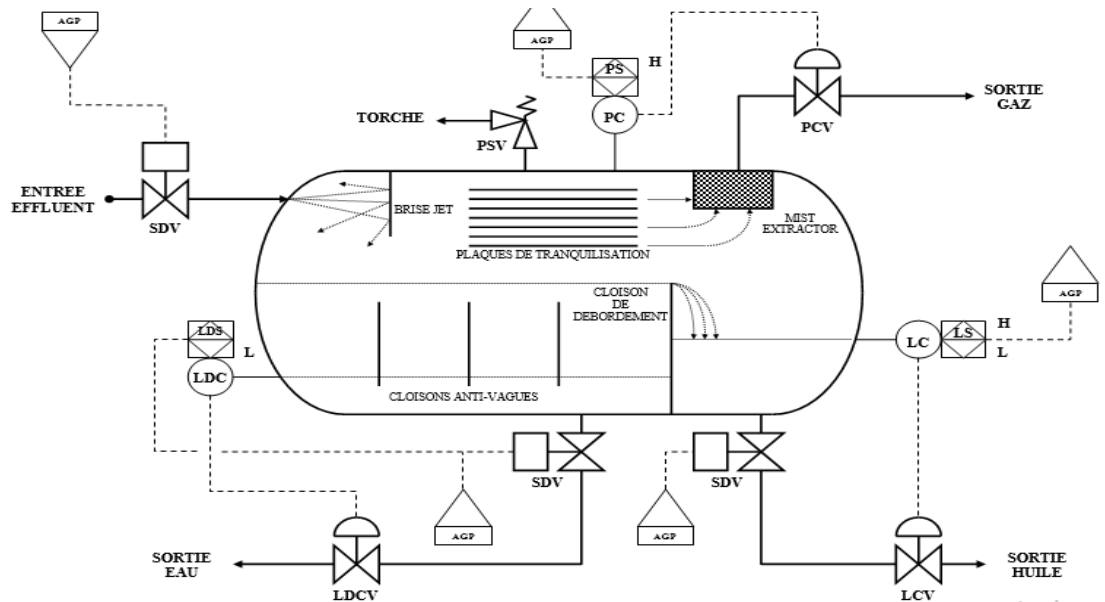 AGP
AGP
PS
H
PC
SORTIE
GAZ
PCV
TORCHE
PSV
ENTREE
EFFLUENT
SDV
BRISE JET
MIST
EXTRACTOR
PLAQUES DE TRANQUILISATION
CLOISON
DE
DEBORDEMENT
AGP
LDS
L
LDC
LC
LS
H
L
CLOISONS ANTI-VAGUES
SDV
SDV
AGP
AGP
SORTIE
EAU
LDCV
LCV
SORTIE
HUILE